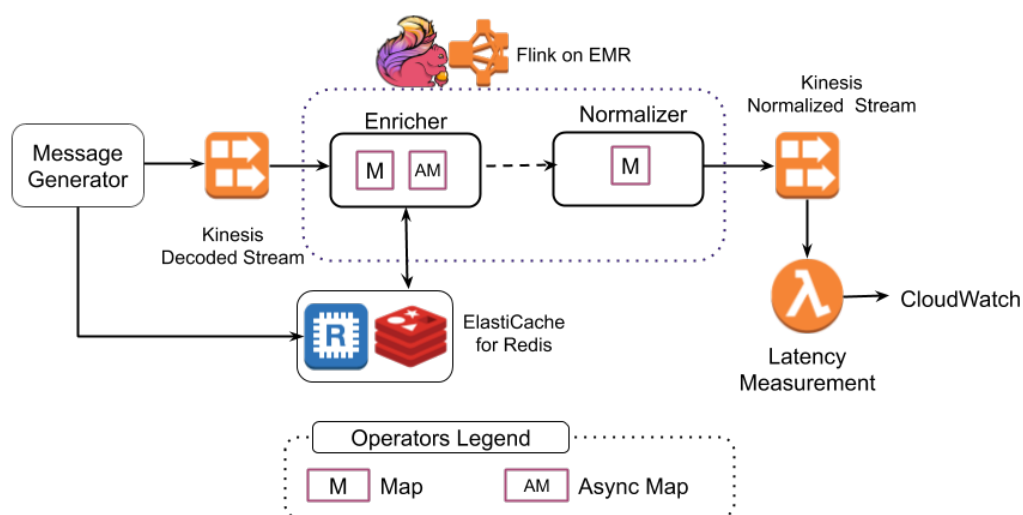 Flink on EMR
Kinesis
Normalized Stream
Enricher
Normalizer
Message
Generator
M
AM
M
Kinesis
Decoded Stream
R
ElastiCache
for Redis
λ
CloudWatch
Latency
Measurement
Operators Legend
M
Map
AM
Async Map